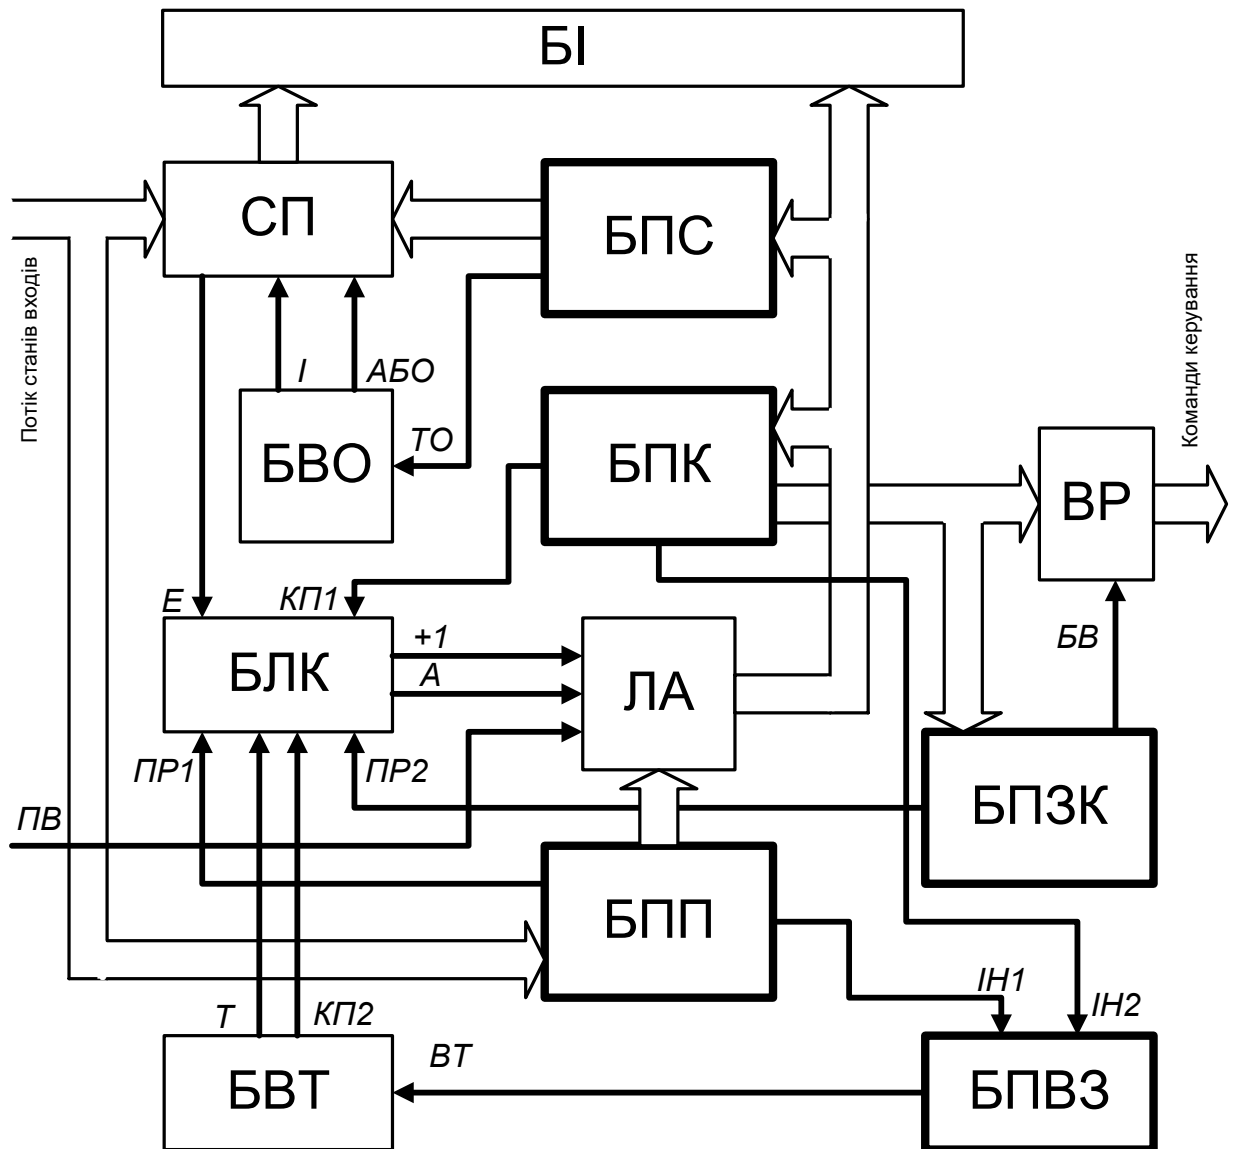 БІ
СП
БПС
Потік станів входів
Команди керування
І
АБО
ТО
БВО
БПК
ВР
Е
КП1
+1
А
БЛК
ЛА
БВ
ПР1
ПР2
ПВ
БПЗК
БПП
ІН1
ІН2
Т
КП2
ВТ
БВТ
БПВЗ